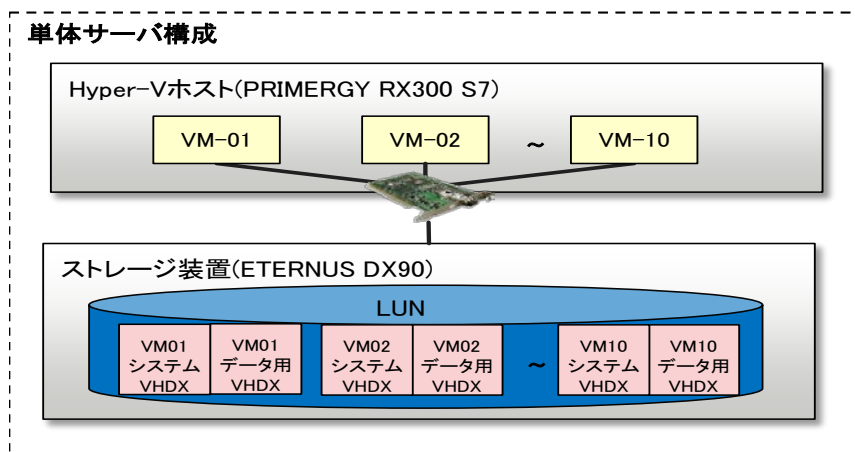 単体サーバ構成
Hyper-Vホスト(PRIMERGY RX300 S7)
VM-01
VM-02
~
VM-10
ストレージ装置(ETERNUS DX90)
LUN
VM01
システム
VHDX
VM01
データ用
VHDX
VM02
システム
VHDX
VM02
データ用
VHDX
~
VM10
システム
VHDX
VM10
データ用
VHDX